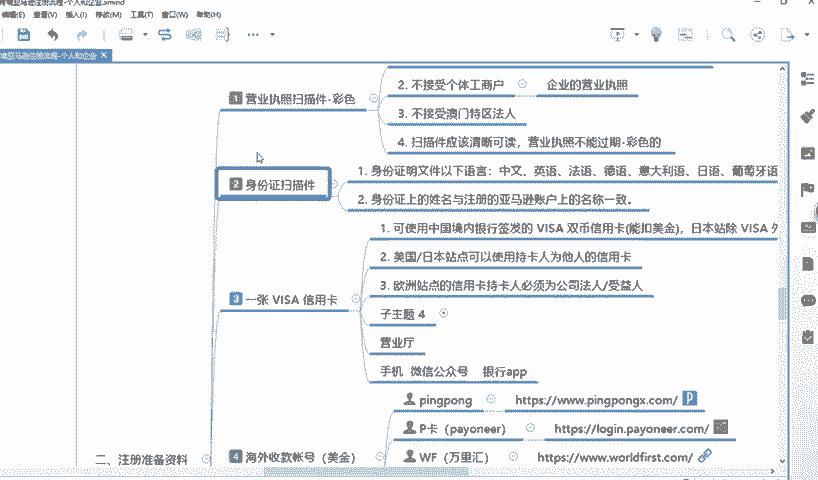 亚马逊注册流程-个人和企业.xmind
编辑(E) 查看(V) 插入(I) 修改(M) 工具(T) 窗口(W) 帮助(H)
亚马逊注册流程-个人和企业
1 营业执照扫描件-彩色
2. 不接受个体工商户 企业的营业执照
3. 不接受澳门特区法人
4. 扫描件应该清晰可读，营业执照不能过期-彩色的
2 身份证扫描件
1. 身份证明文件以下语言：中文、英语、法语、德语、意大利语、日语、葡萄牙语
2. 身份证上的姓名与注册的亚马逊账户上的名称一致。
3 一张 VISA 信用卡
1. 可使用中国境内银行签发的 VISA 双币信用卡(能扣美金)，日本站除 VISA 外
2. 美国/日本站点可以使用持卡人为他人的信用卡
3. 欧洲站点的信用卡持卡人必须为公司法人/受益人
子主题 4
营业厅
手机 微信公众号 银行app
二、注册准备资料
4 海外收款帐号（美金）
pingpong https://www.pingpongx.com/
P卡（payoneer） https://login.payoneer.com/
WF（万里汇） https://www.worldfirst.com/